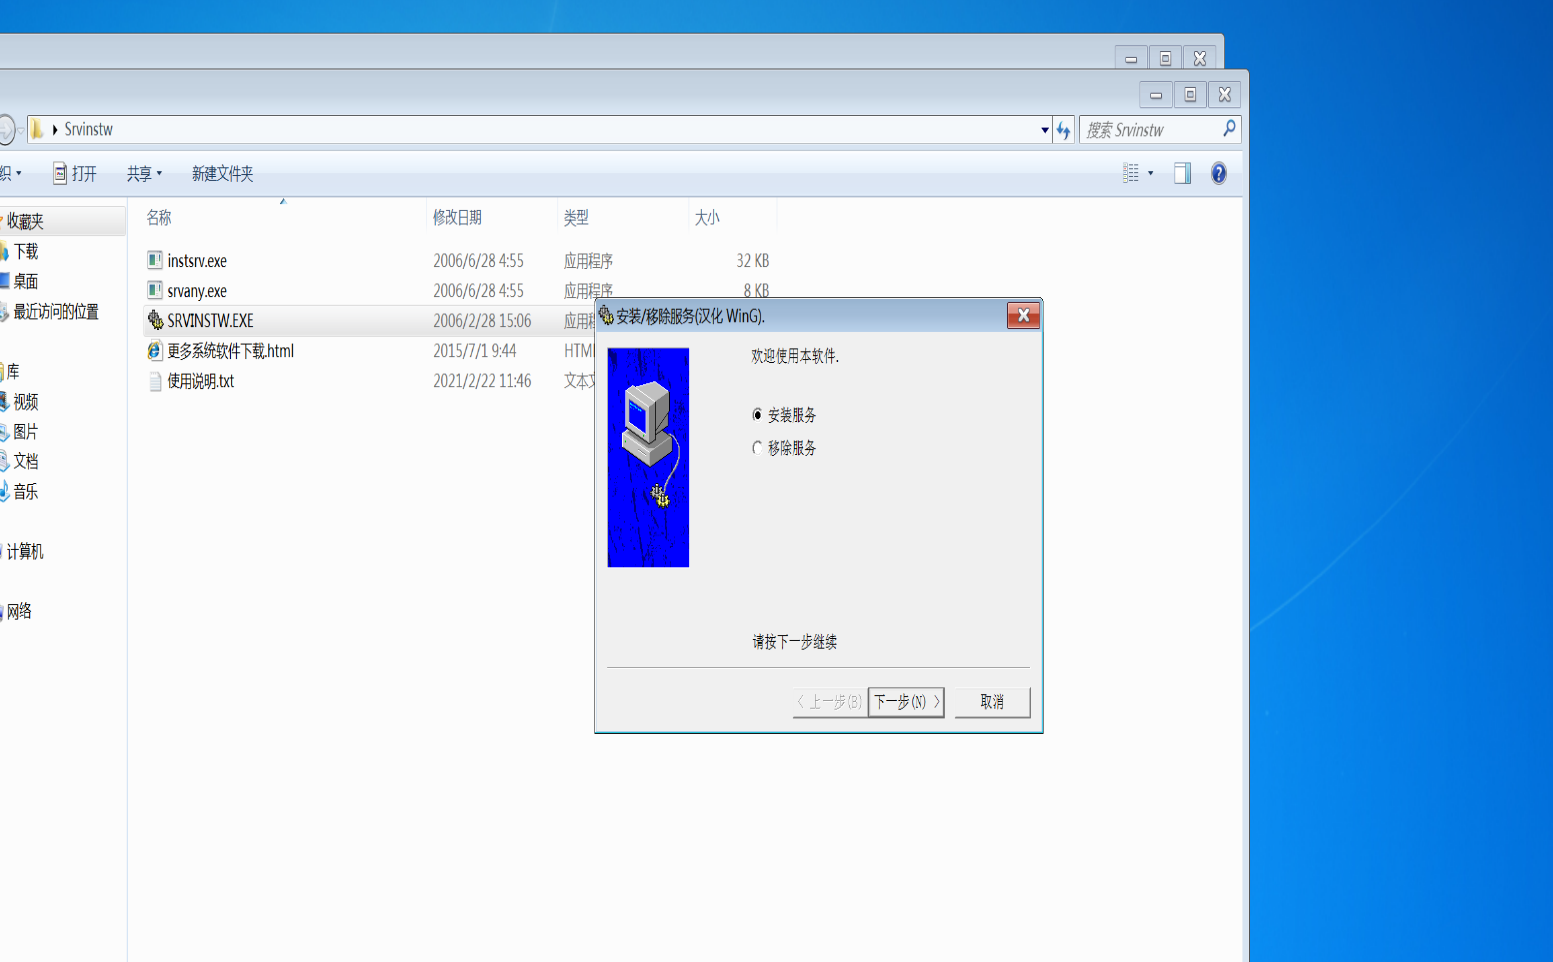 Srvinstw
搜索 Srvinstw
织 打开 共享 新建文件夹
名称 修改日期 类型 大小
收藏夹
下载
桌面
最近访问的位置
库
视频
图片
文档
音乐
计算机
网络
instsrv.exe 2006/6/28 4:55 应用程序 32 KB
srvany.exe 2006/6/28 4:55 应用程序 8 KB
SRVINSTW.EXE 2006/2/28 15:06 应用
更多系统软件下载.html 2015/7/1 9:44 HTM
使用说明.txt 2021/2/22 11:46 文本
安装/移除服务(汉化 WinG).
欢迎使用本软件.
安装服务
移除服务
请按下一步继续
< 上一步(B) 下一步(N) > 取消